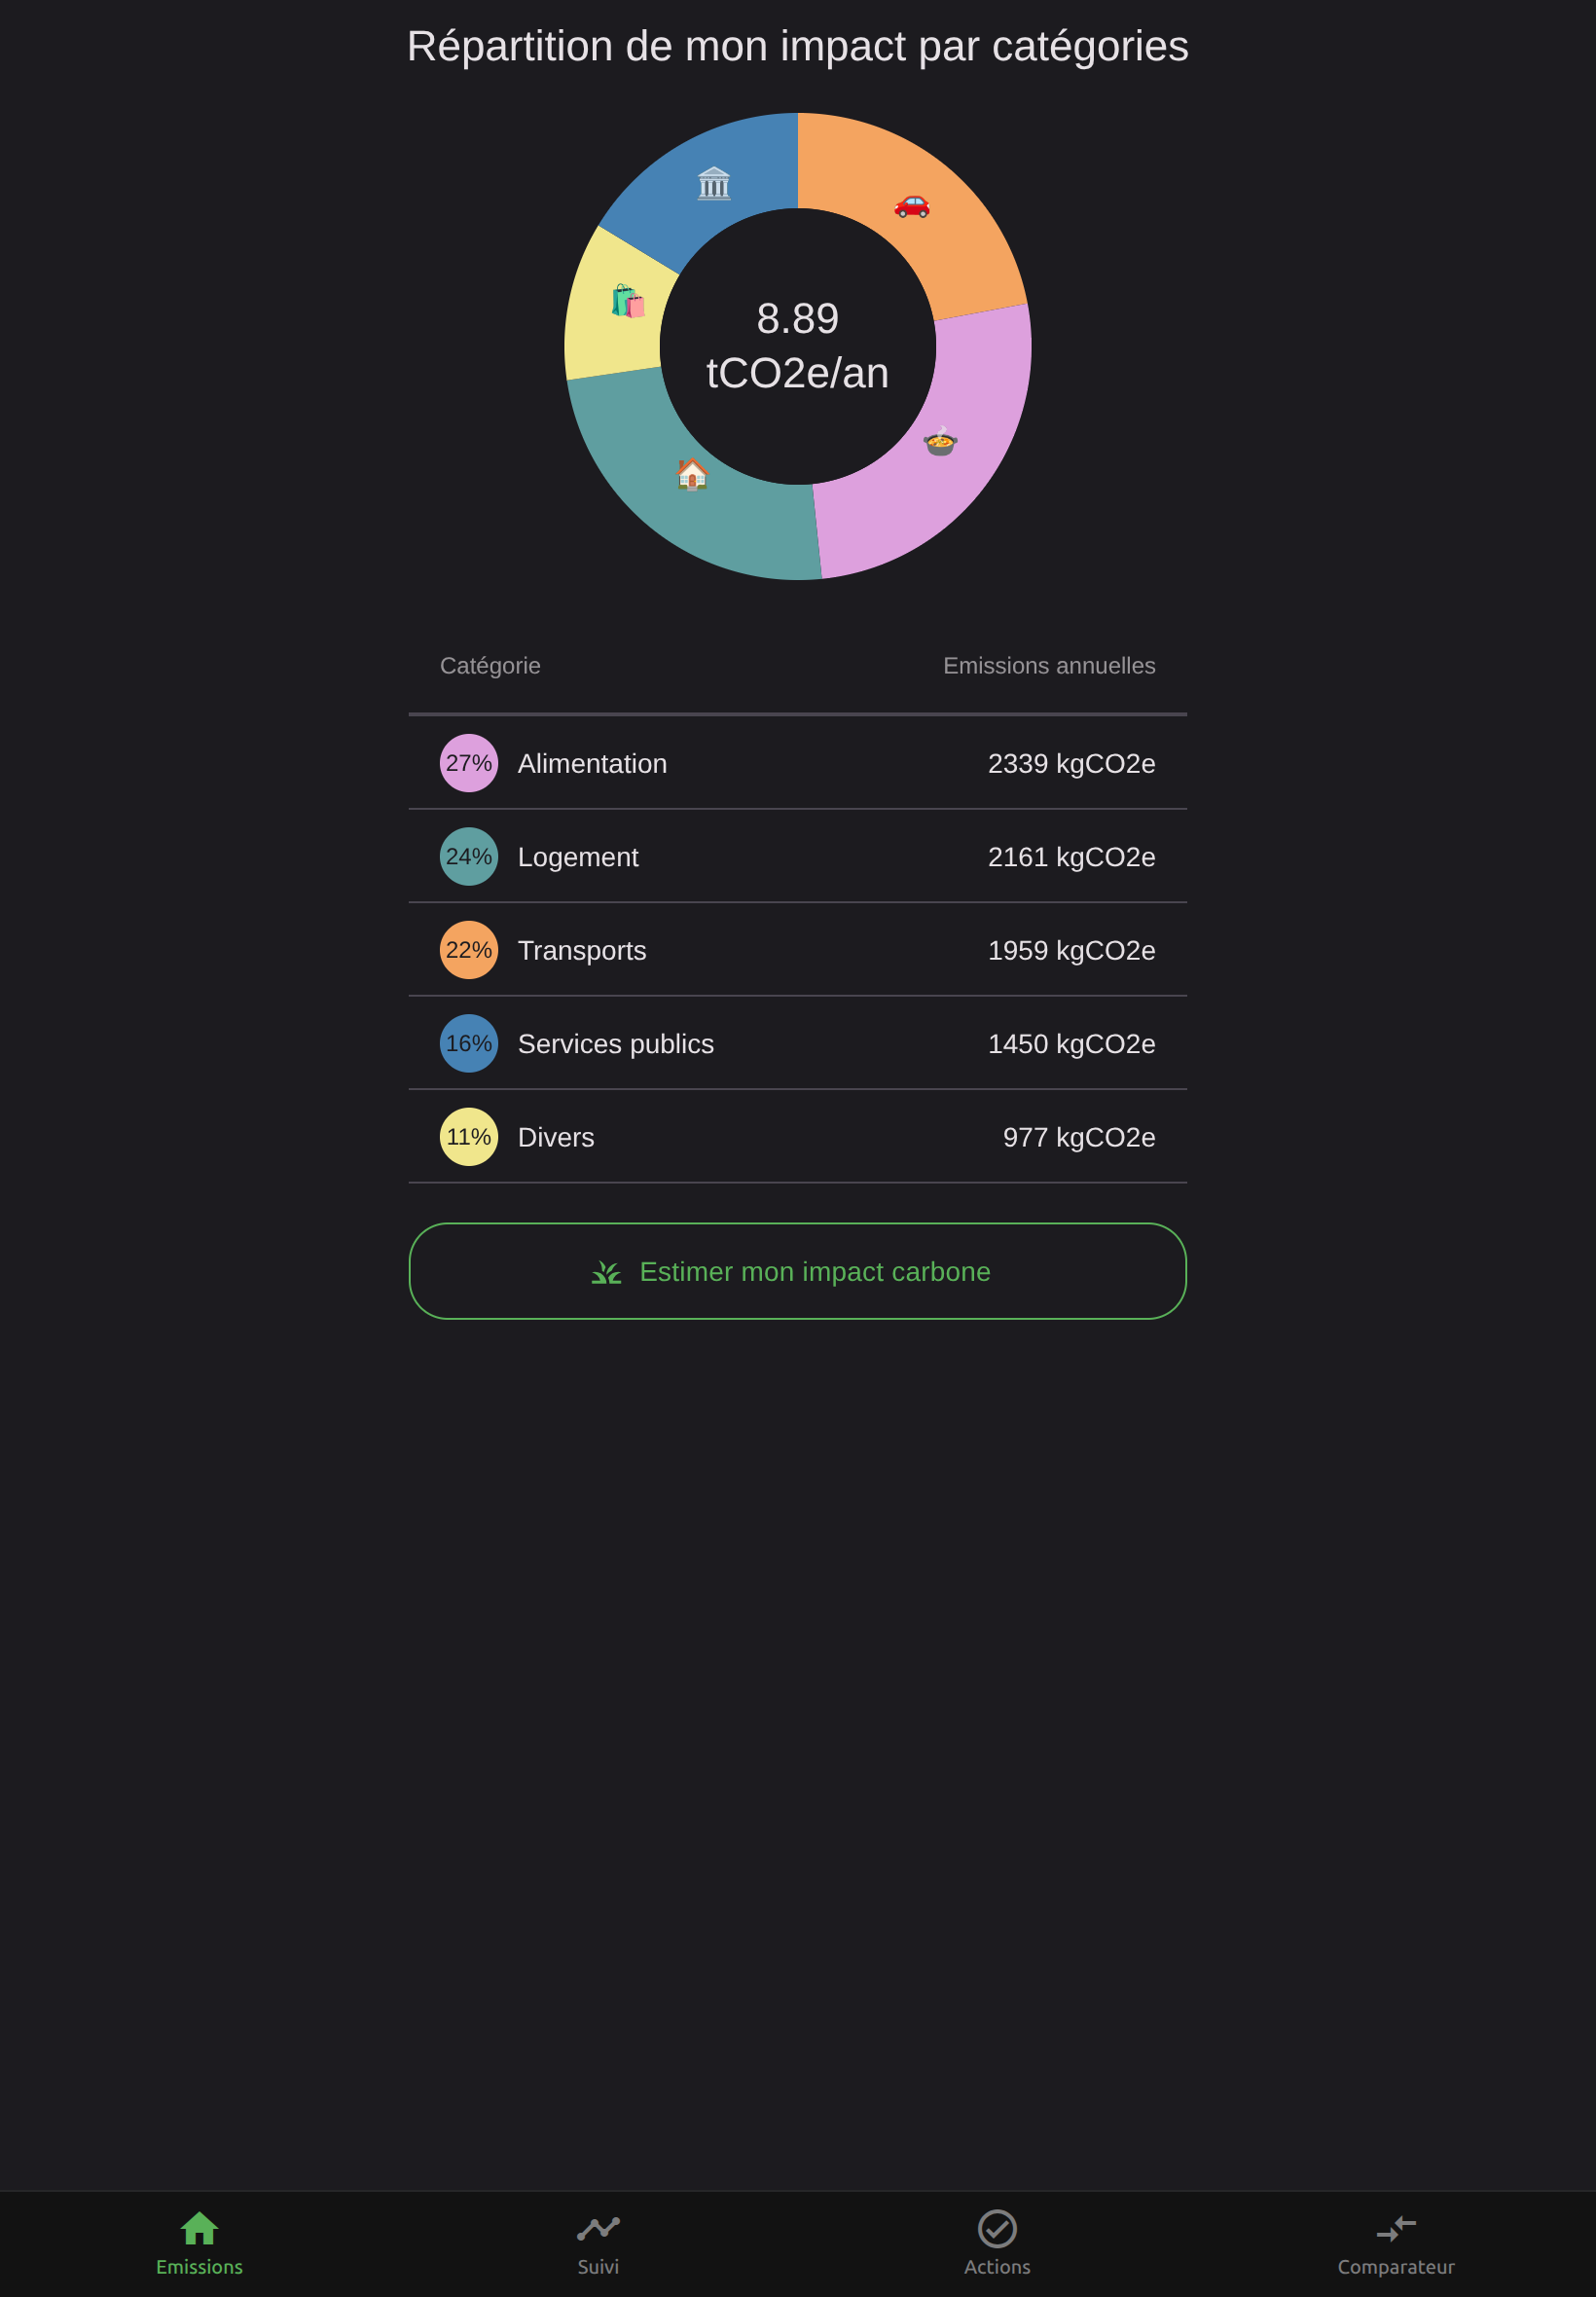 Répartition de mon impact par catégories
8.89
tCO2e/an
Catégorie Emissions annuelles
27% Alimentation 2339 kgCO2e
24% Logement 2161 kgCO2e
22% Transports 1959 kgCO2e
16% Services publics 1450 kgCO2e
11% Divers 977 kgCO2e
Estimer mon impact carbone
Emissions Suivi Actions Comparateur